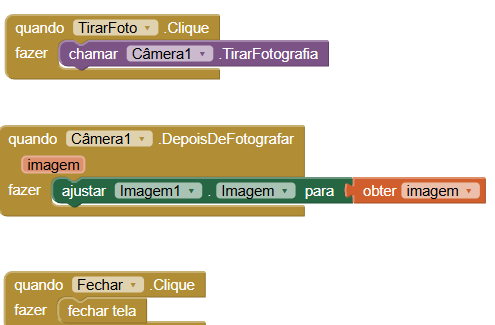 quando TirarFoto .Clique
fazer chamar Câmera1 .TirarFotografia
quando Câmera1 .DepoisDeFotografar
imagem
fazer ajustar Imagem1 . Imagem para obter imagem
quando Fechar .Clique
fazer fechar tela